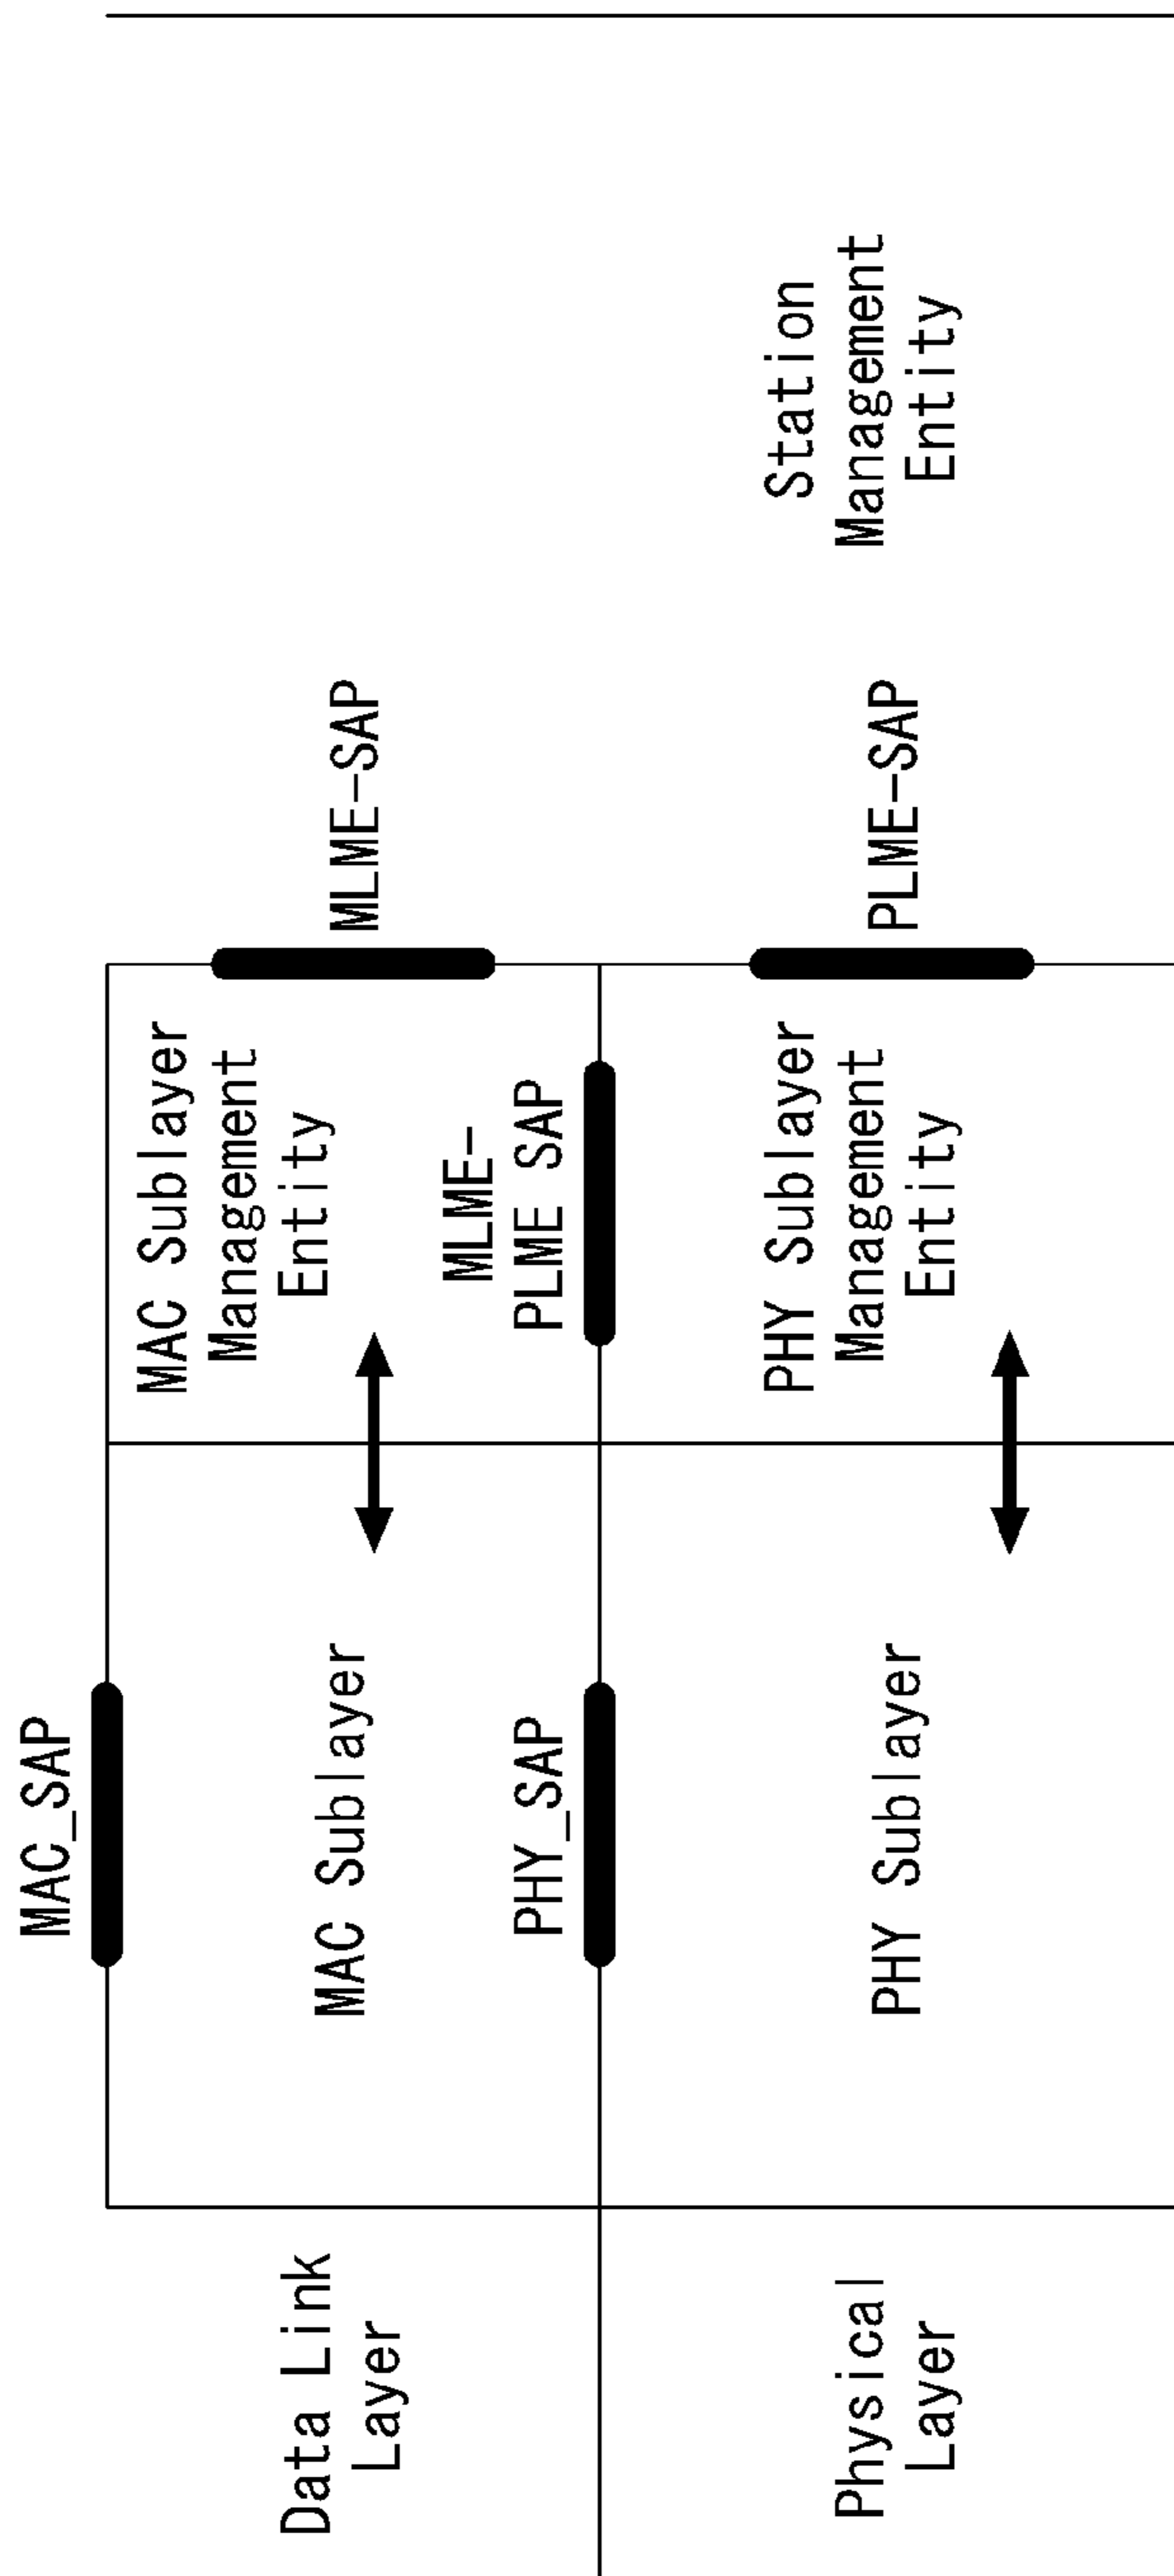 MAC_SAP
Data Link
Layer
MAC Sublayer
MAC Sublayer
Management
Entity
MLME-SAP
MLME-
PLME SAP
PHY_SAP
Physical
Layer
PHY Sublayer
PHY Sublayer
Management
Entity
PLME-SAP
Station
Management
Entity